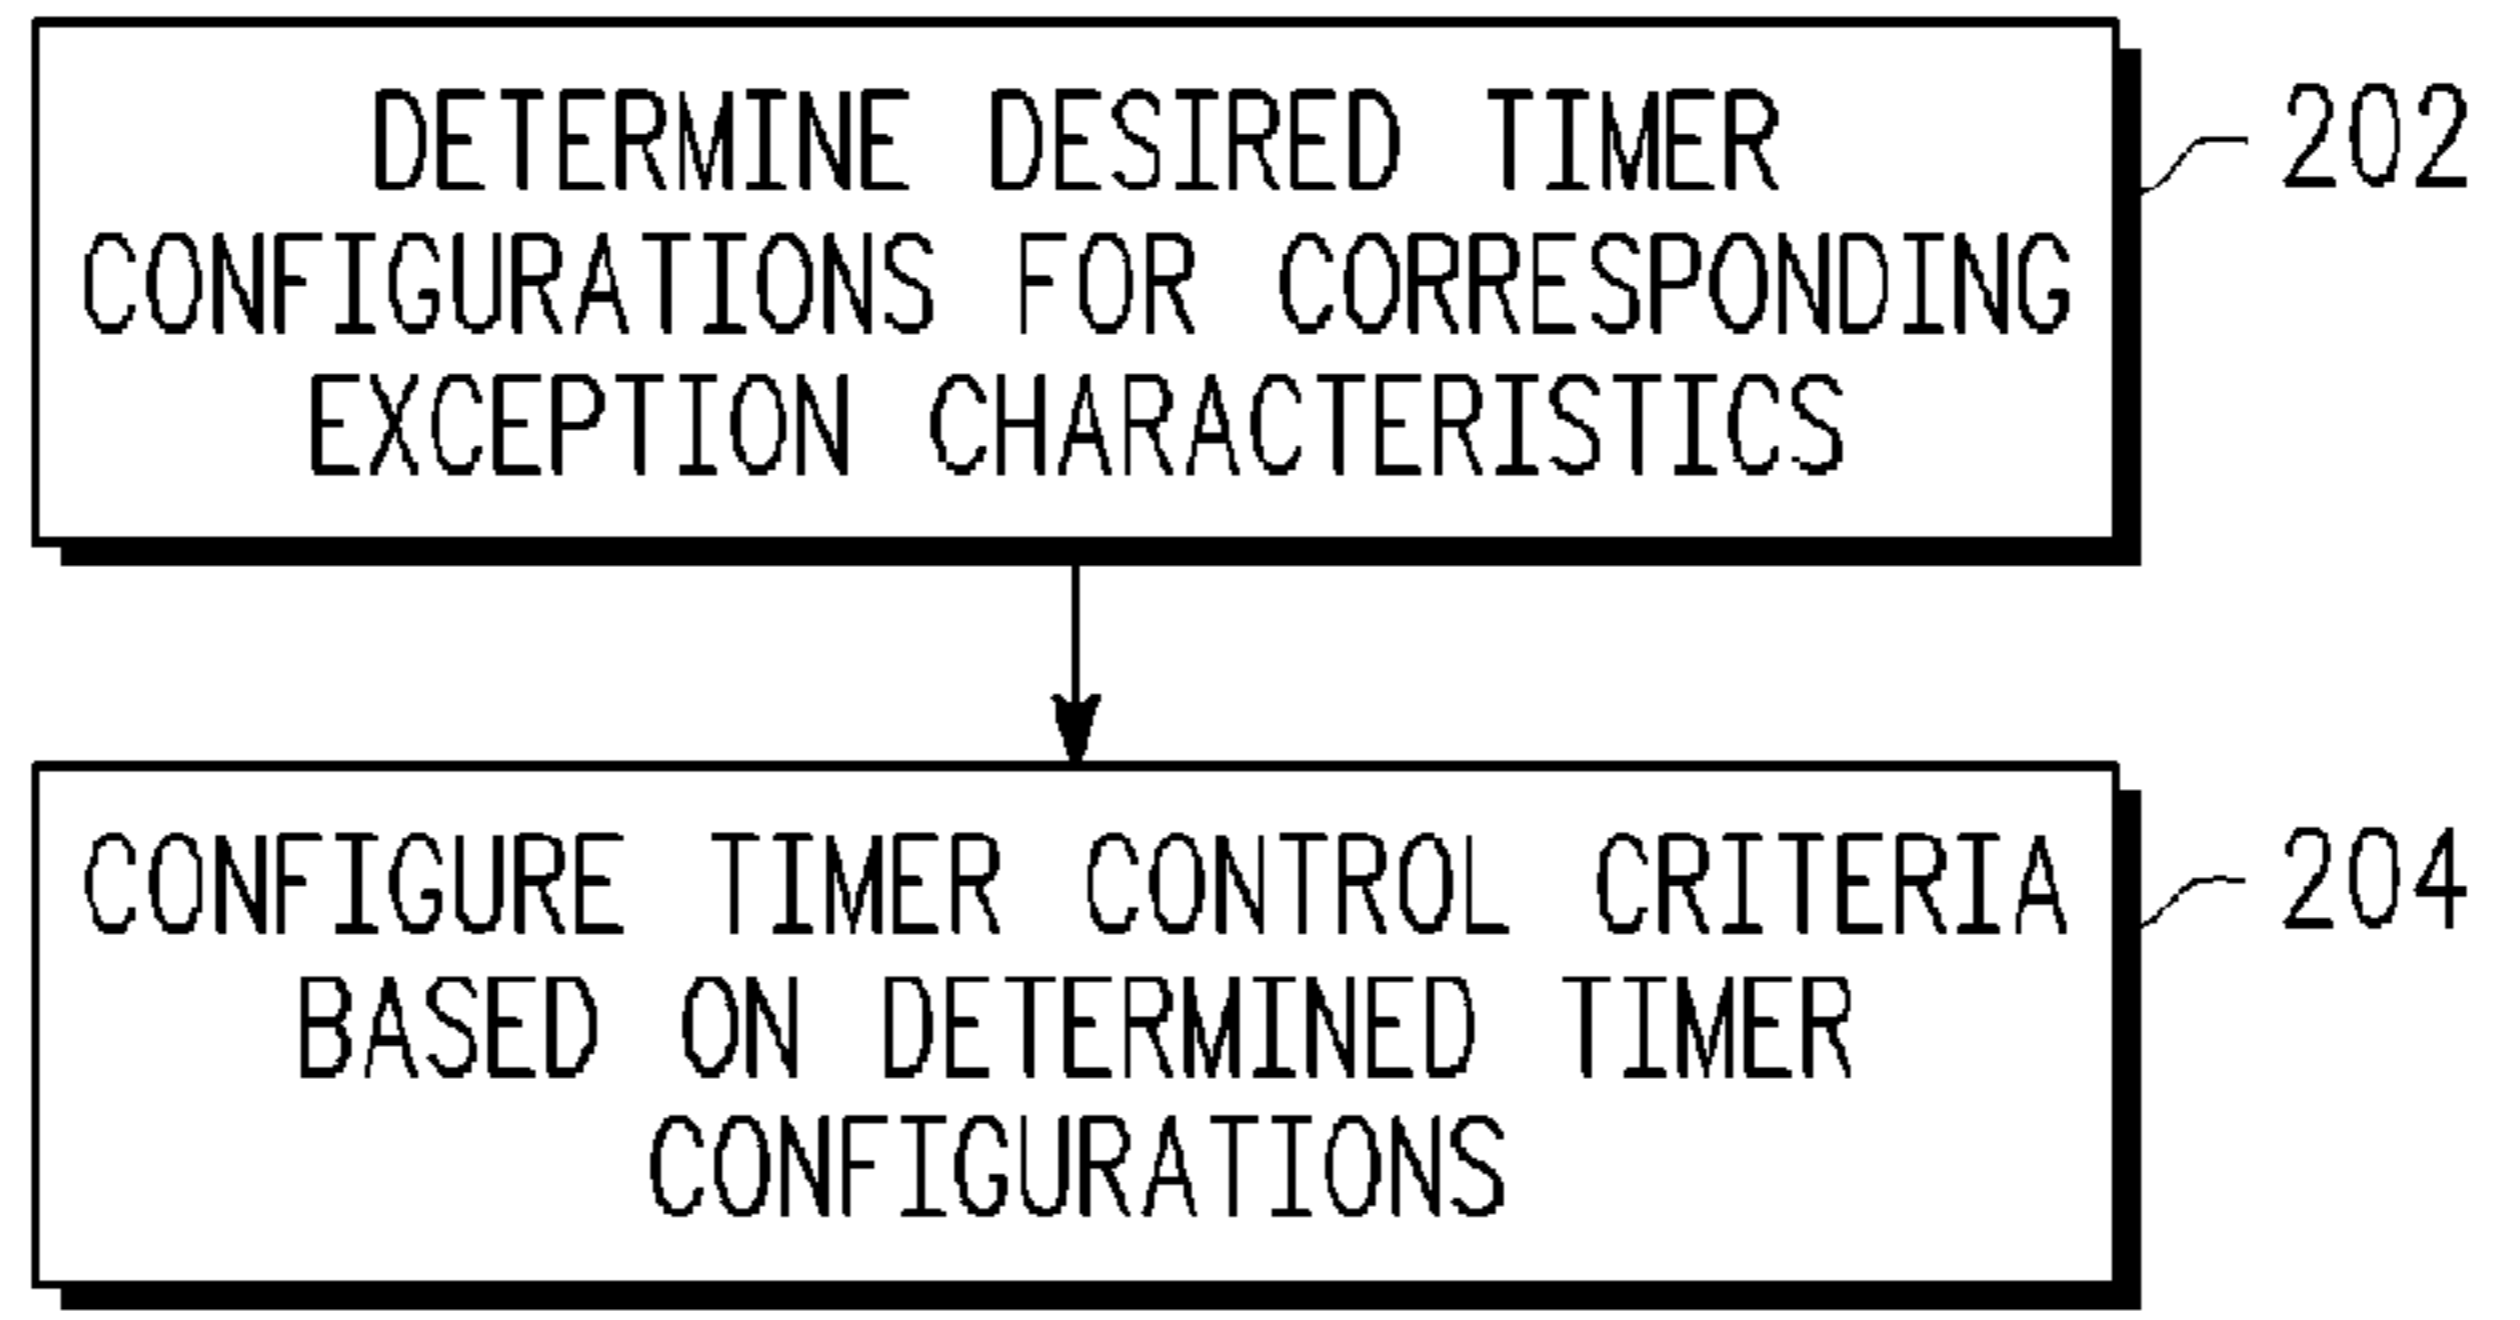 DETERMINE DESIRED TIMER
CONFIGURATIONS FOR CORRESPONDING
EXCEPTION CHARACTERISTICS
202
CONFIGURE TIMER CONTROL CRITERIA
BASED ON DETERMINED TIMER
CONFIGURATIONS
204